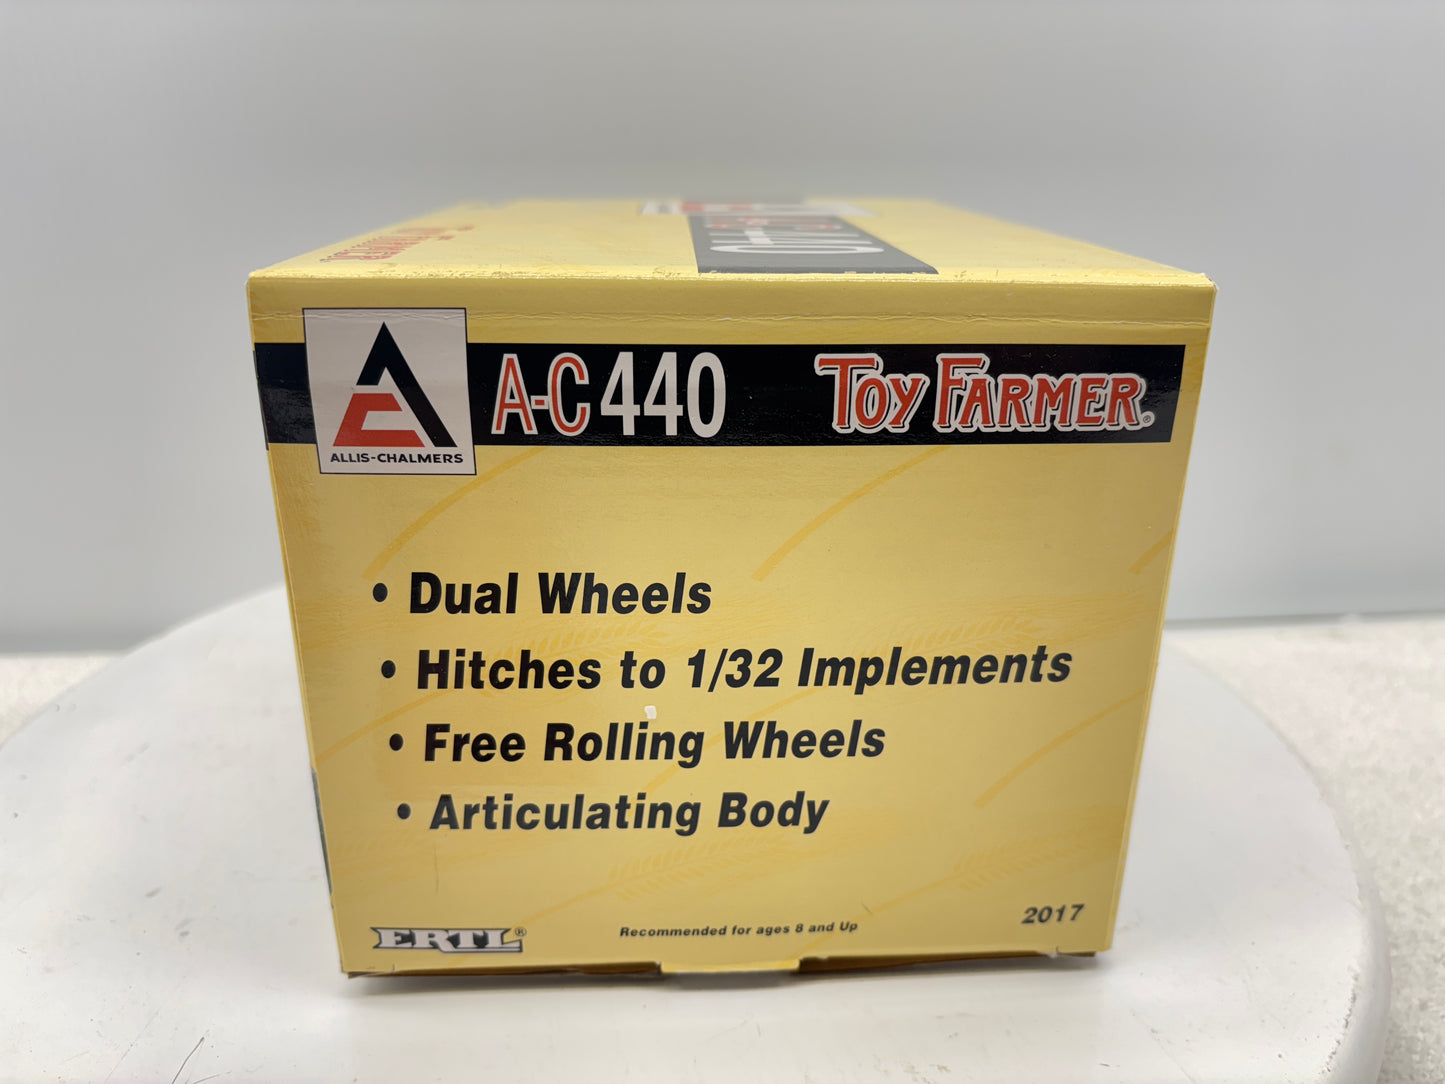 A-C 440
TOY FARMER®
ALLIS-CHALMERS
• Dual Wheels
• Hitches to 1/32 Implements
• Free Rolling Wheels
• Articulating Body
ERTL®
Recommended for ages 8 and Up
2017